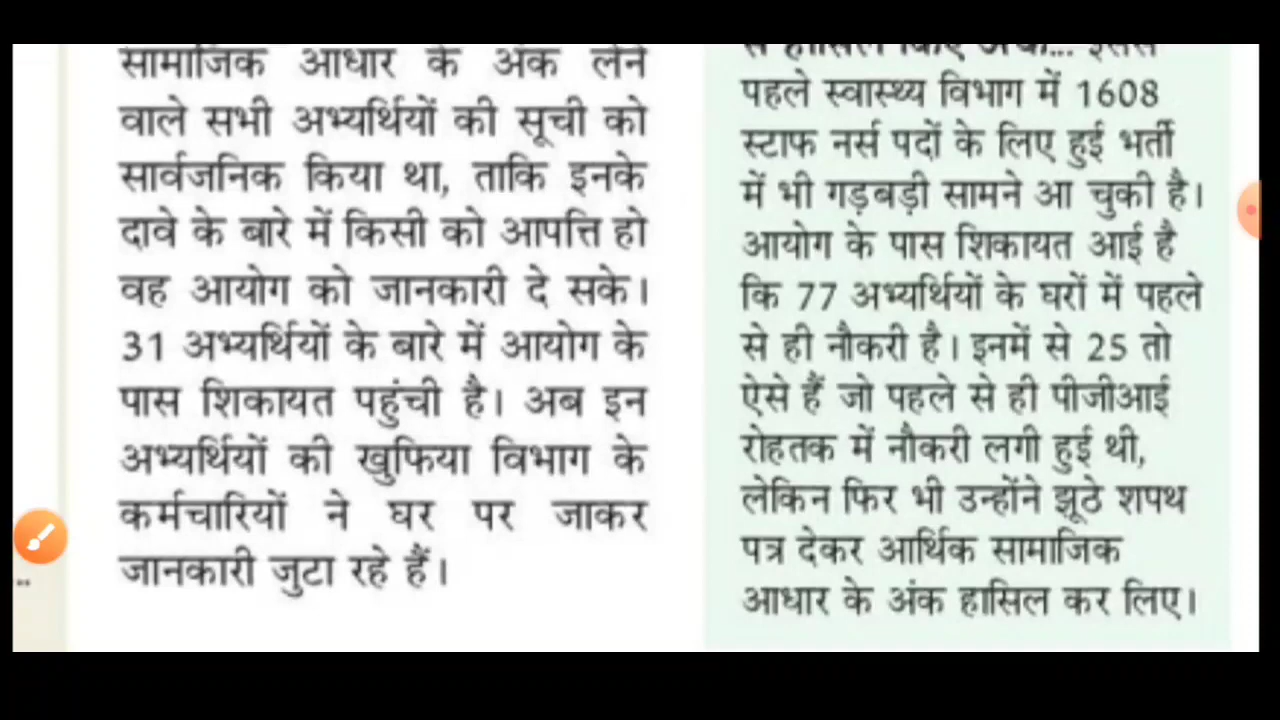 सामाजिक आधार के अंक लेने
वाले सभी अभ्यर्थियों की सूची को
सार्वजनिक किया था, ताकि इनके
दावे के बारे में किसी को आपत्ति हो
वह आयोग को जानकारी दे सके।
31 अभ्यर्थियों के बारे में आयोग के
पास शिकायत पहुंची है। अब इन
अभ्यर्थियों की खुफिया विभाग के
कर्मचारियों ने घर पर जाकर
जानकारी जुटा रहे हैं।
पहले स्वास्थ्य विभाग में 1608
स्टाफ नर्स पदों के लिए हुई भर्ती
में भी गड़बड़ी सामने आ चुकी है।
आयोग के पास शिकायत आई है
कि 77 अभ्यर्थियों के घरों में पहले
से ही नौकरी है। इनमें से 25 तो
ऐसे हैं जो पहले से ही पीजीआई
रोहतक में नौकरी लगी हुई थी,
लेकिन फिर भी उन्होंने झूठे शपथ
पत्र देकर आर्थिक सामाजिक
आधार के अंक हासिल कर लिए।